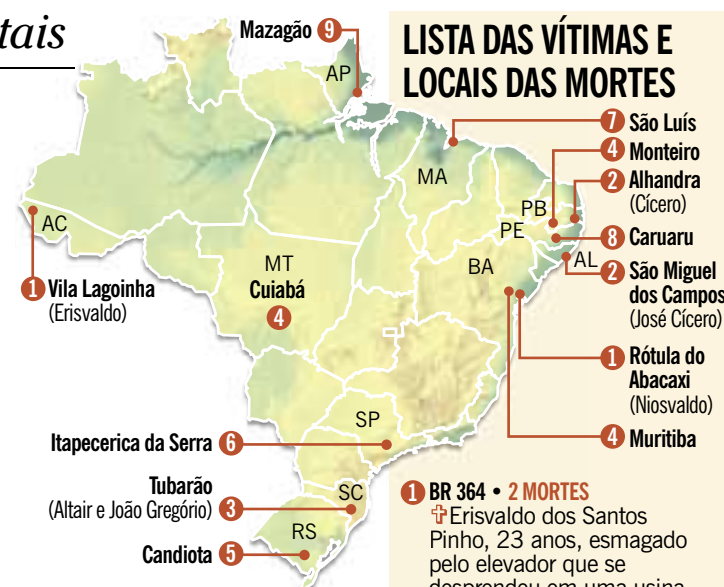 tais
LISTA DAS VÍTIMAS E
LOCAIS DAS MORTES
Mazagão 9
AP
7 São Luís
4 Monteiro
2 Alhandra
(Cícero)
8 Caruaru
2 São Miguel
dos Campos
(José Cícero)
1 Rótula do
Abacaxi
(Niosvaldo)
4 Muritiba
MA
PB
PE
AL
BA
AC
1 Vila Lagoinha
(Erisvaldo)
MT
Cuiabá
4
SP
Itapecerica da Serra 6
Tubarão
(Altair e João Gregório) 3
SC
RS
Candiota 5
1 BR 364 • 2 MORTES
✞Erisvaldo dos Santos
Pinho, 23 anos, esmagado
pelo elevador que se
desprendeu em uma usina